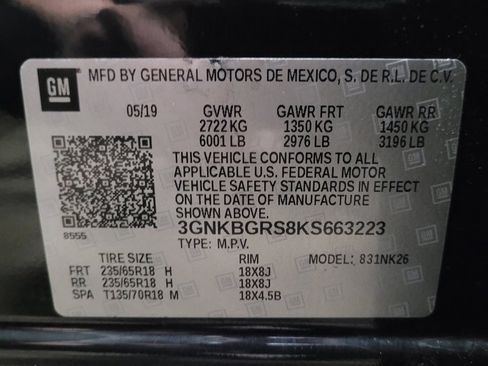 GM MFD BY GENERAL MOTORS DE MEXICO, S. DE R.L. DE C.V.
05/19 GVWR GAWR FRT GAWR RR
2722 KG 1350 KG 1450 KG
6001 LB 2976 LB 3196 LB
THIS VEHICLE CONFORMS TO ALL
APPLICABLE U.S. FEDERAL MOTOR
VEHICLE SAFETY STANDARDS IN EFFECT
ON THE DATE OF MANUFACTURE
SHOWN ABOVE.
8555 3GNKBGRS8KS663223
TYPE: M.P.V.
TIRE SIZE RIM MODEL: 831NK26
FRT 235/65R18 H 18X8J
RR 235/65R18 H 18X8J
SPA T135/70R18 M 18X4.5B